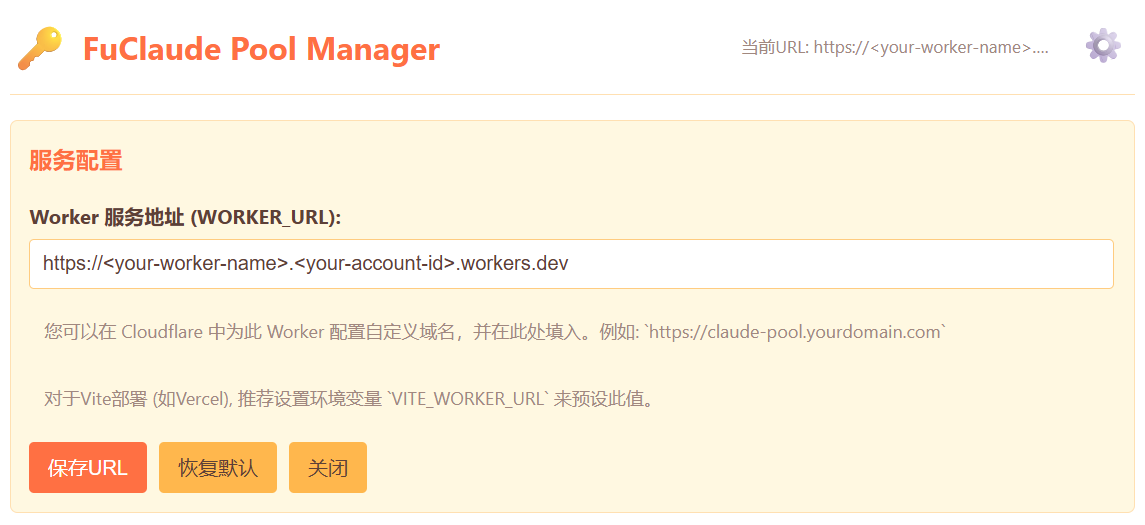 FuClaude Pool Manager
当前URL: https://<your-worker-name>....
服务配置
Worker 服务地址 (WORKER_URL):
https://<your-worker-name>.<your-account-id>.workers.dev
您可以在 Cloudflare 中为此 Worker 配置自定义域名，并在此处填入。例如: `https://claude-pool.yourdomain.com`
对于Vite部署 (如Vercel), 推荐设置环境变量 `VITE_WORKER_URL` 来预设此值。
保存URL
恢复默认
关闭